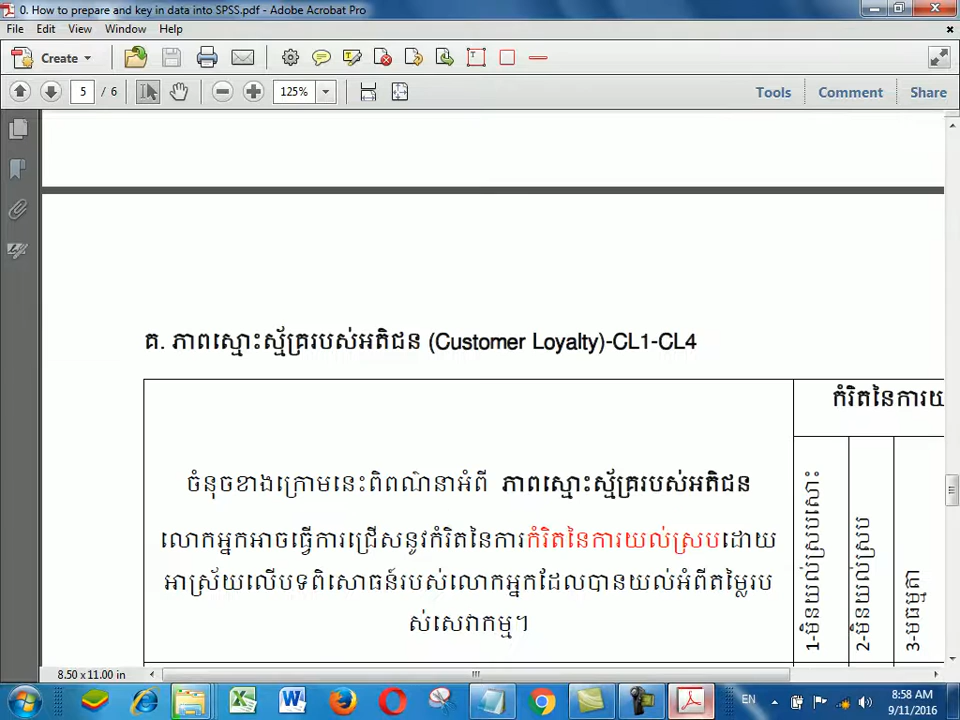 0. How to prepare and key in data into SPSS.pdf - Adobe Acrobat Pro
File Edit View Window Help
Create
5 / 6 125% Tools Comment Share
គ. ភាពស្មោះស្ម័គ្ររបស់អតិជន (Customer Loyalty)-CL1-CL4
កំរិតនៃការយ
ចំនុចខាងក្រោមនេះពិពណ៌នាអំពី ភាពស្មោះស្ម័គ្ររបស់អតិជន
លោកអ្នកអាចធ្វើការជ្រើសនូវកំរិតនៃការកំរិតនៃការយល់ស្របដោយ
អាស្រ័យលើបទពិសោធន៍របស់លោកអ្នកដែលបានយល់អំពីតម្លៃរប
ស់សេវាកម្ម។
1-មិនយល់ស្របសោះ
2-មិនយល់ស្រប
3-មធ្យម
8.50 x 11.00 in
EN
8:58 AM
9/11/2016